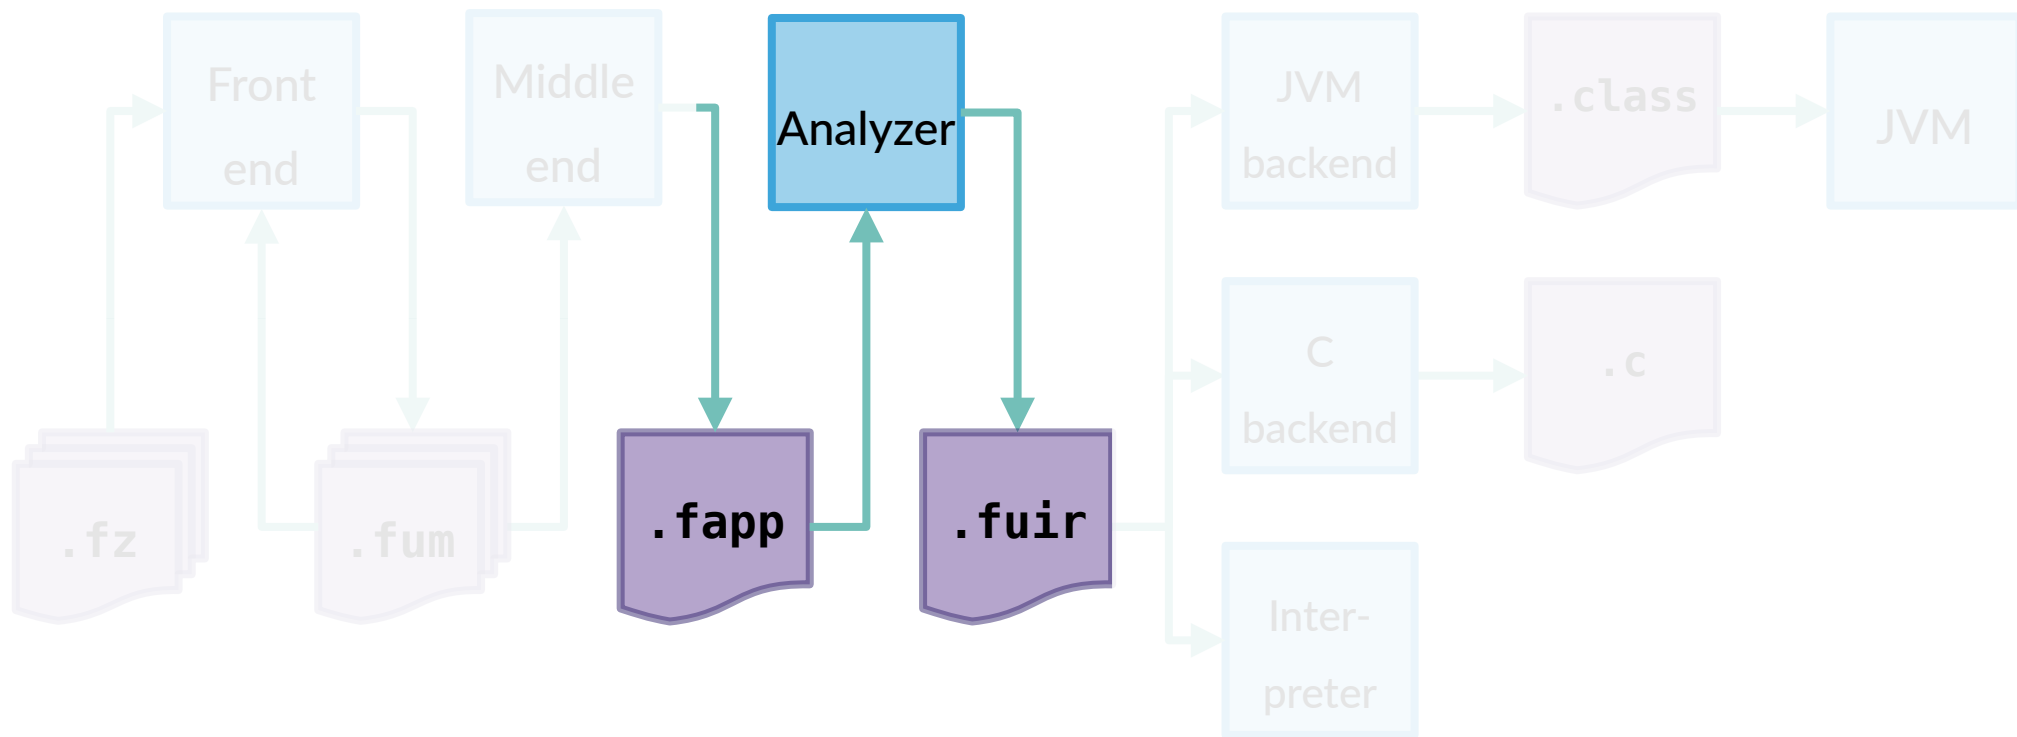 Front
end
Middle
end
Analyzer
JVM
backend
.class
JVM
C
backend
.c
.fz
.fum
.fapp
.fuir
Inter-
preter